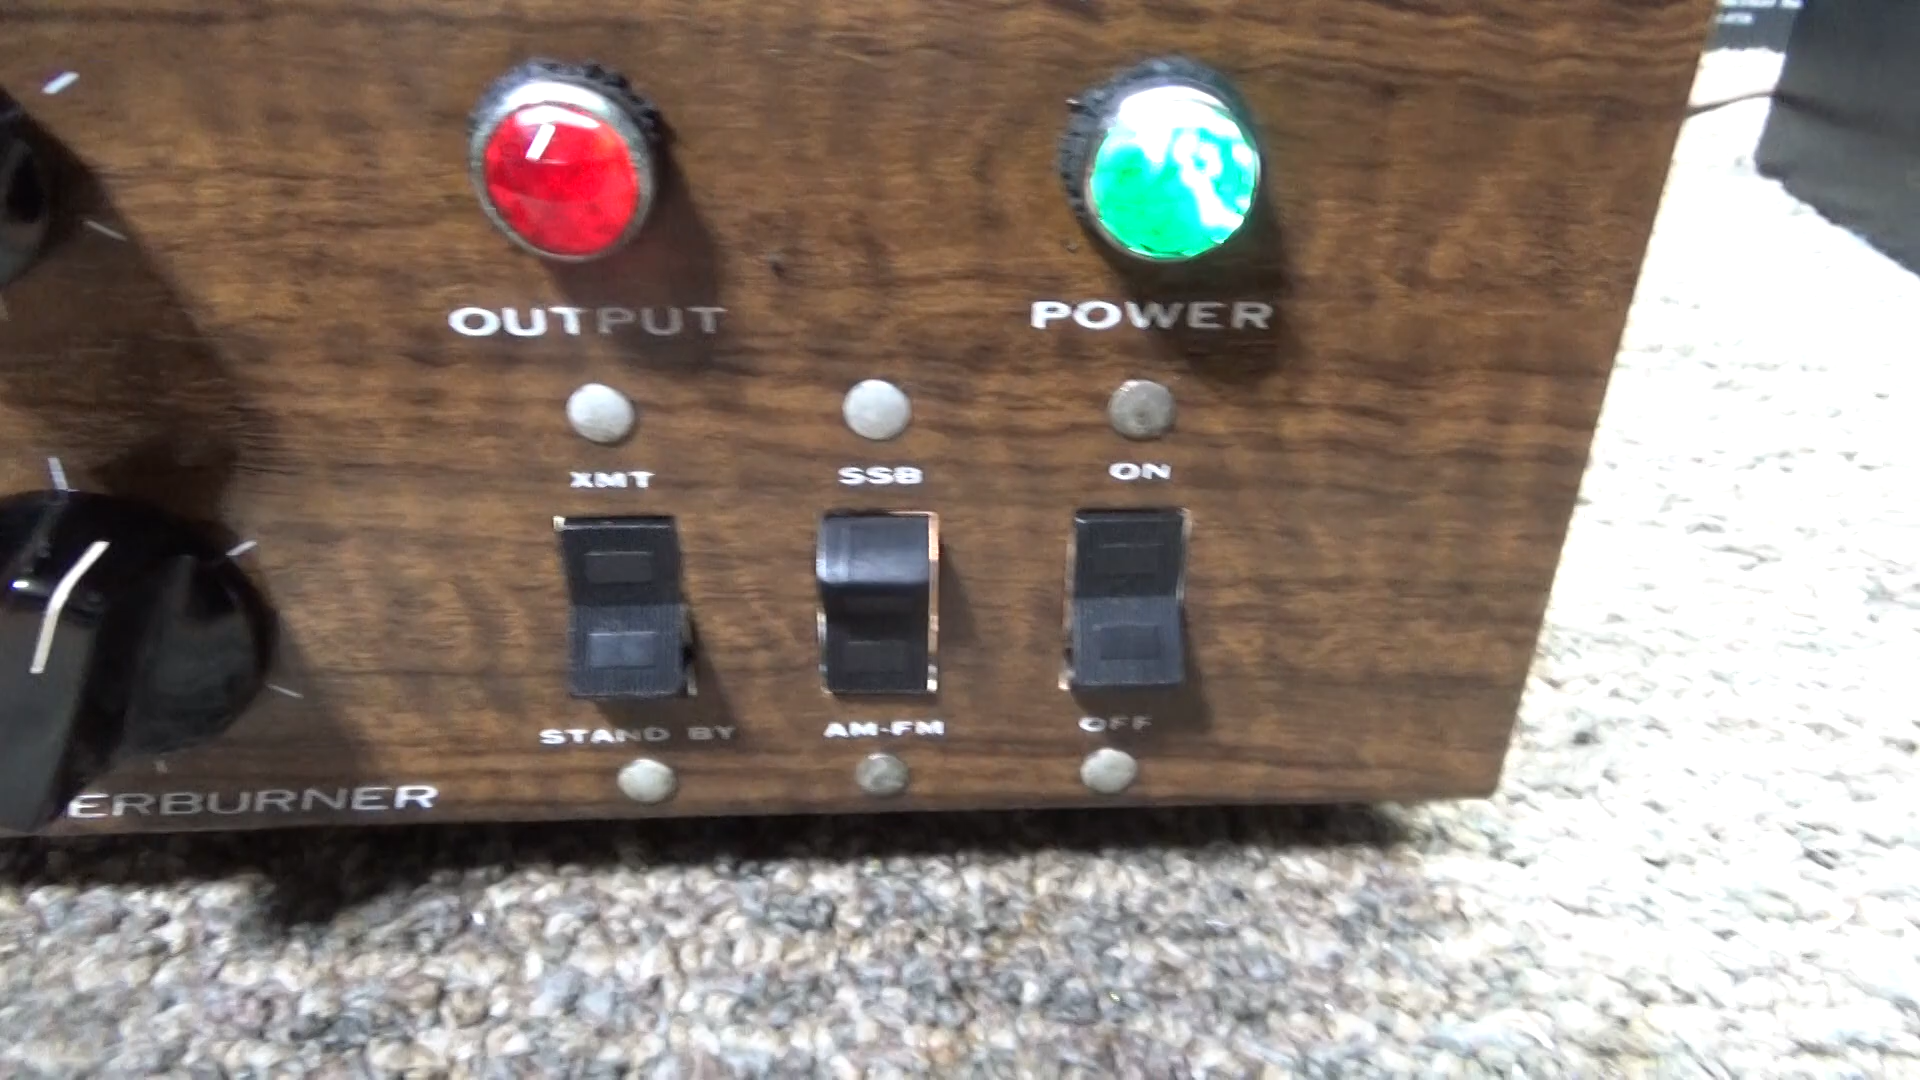 OUTPUT POWER
XMT SSB ON
STAND BY AM-FM OFF
ERBURNER